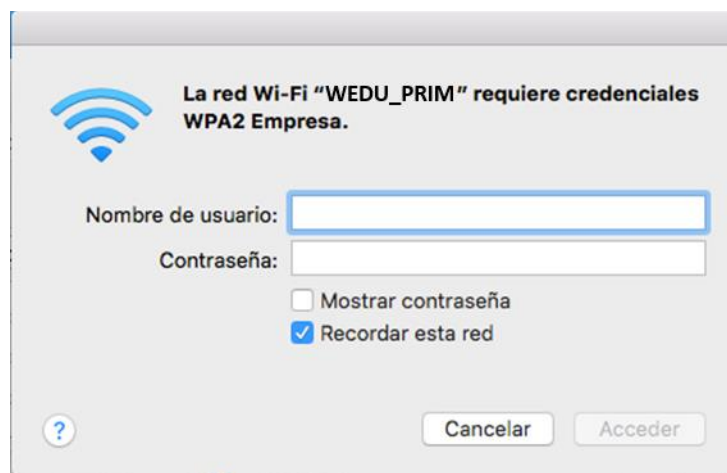 La red Wi-Fi “WEDU_PRIM” requiere credenciales
WPA2 Empresa.
Nombre de usuario:
Contraseña:
Mostrar contraseña
Recordar esta red
?
Cancelar
Acceder